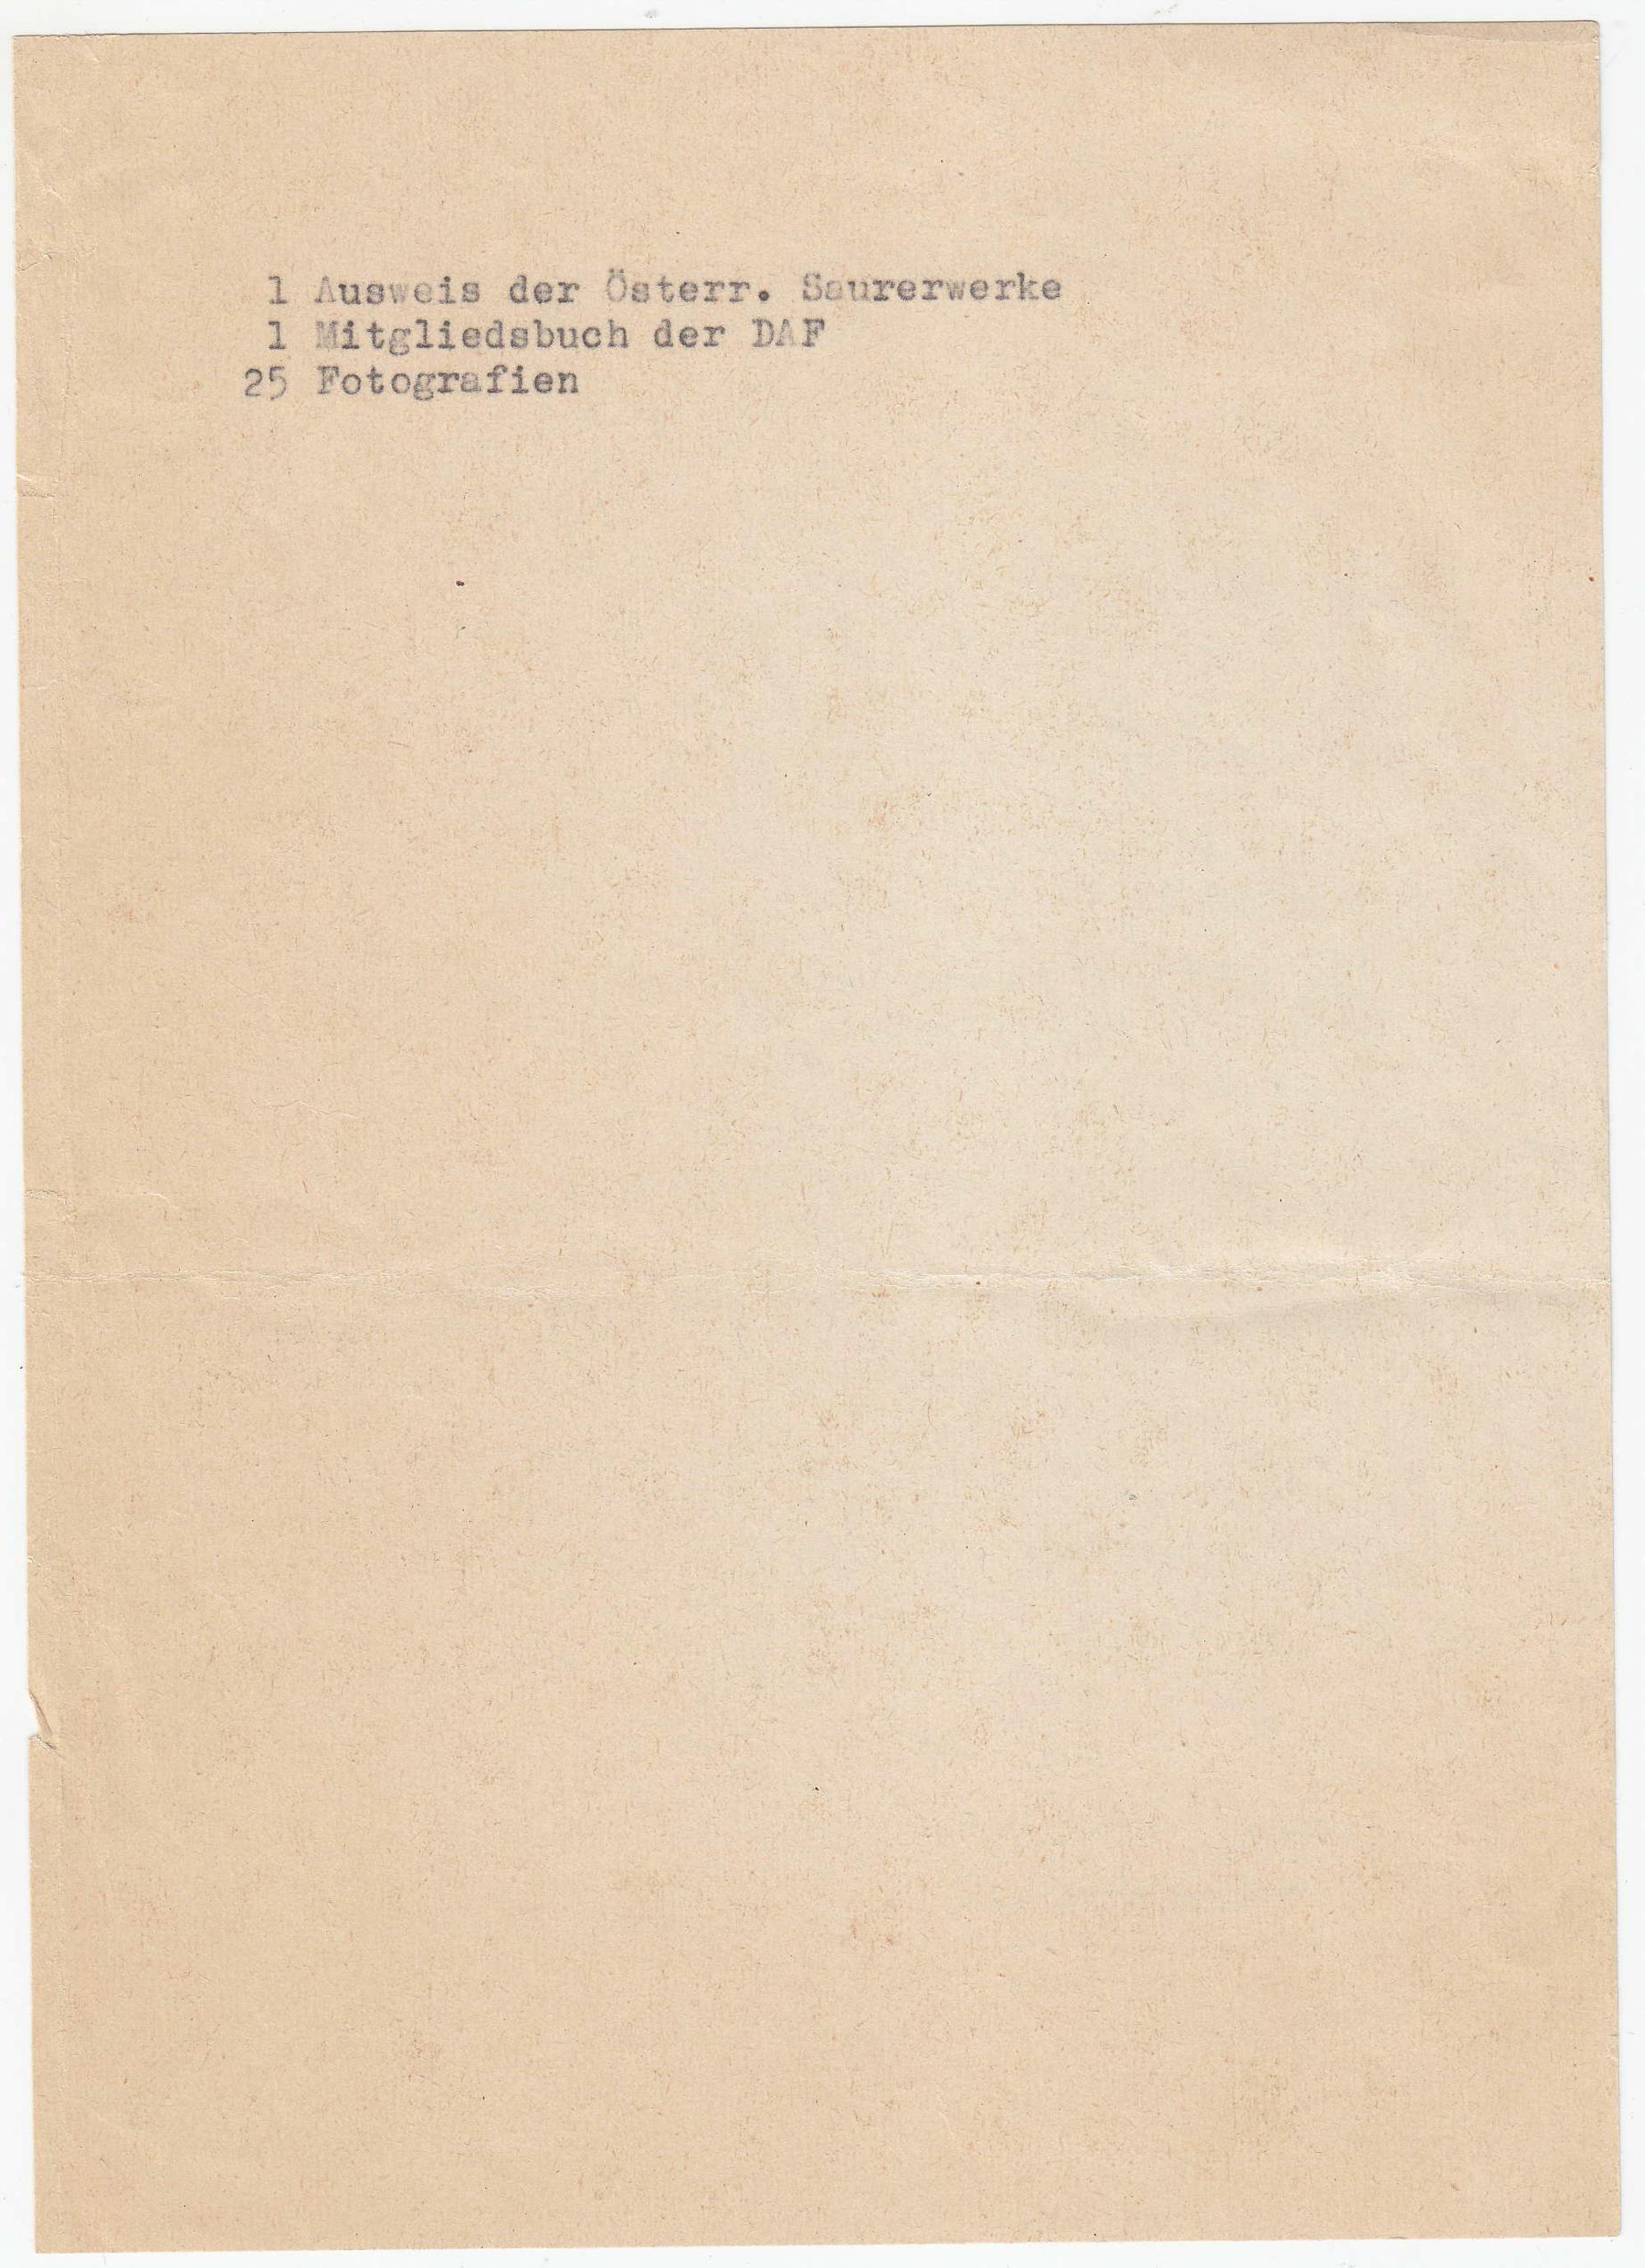 1 Ausweis der Österr. Saurerwerke
1 Mitgliedsbuch der DAF
25 Fotografien